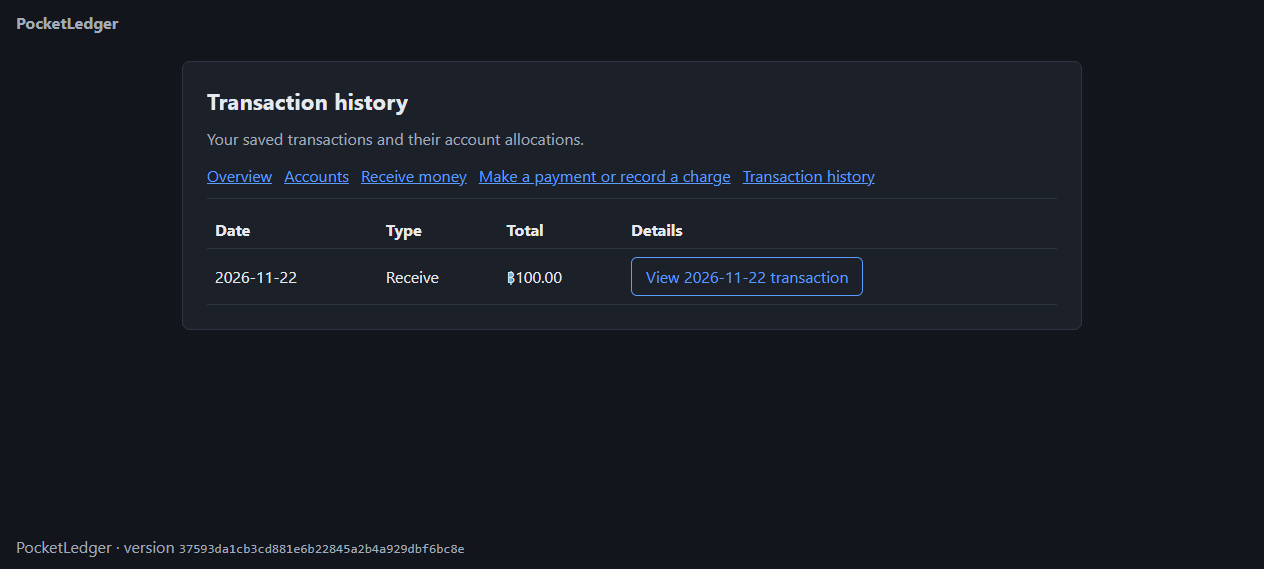 PocketLedger
Transaction history
Your saved transactions and their account allocations.
Overview Accounts Receive money Make a payment or record a charge Transaction history
Date Type Total Details
2026-11-22 Receive ฿100.00 View 2026-11-22 transaction
PocketLedger · version 37593da1cb3cd881e6b22845a2b4a929dbf6bc8e